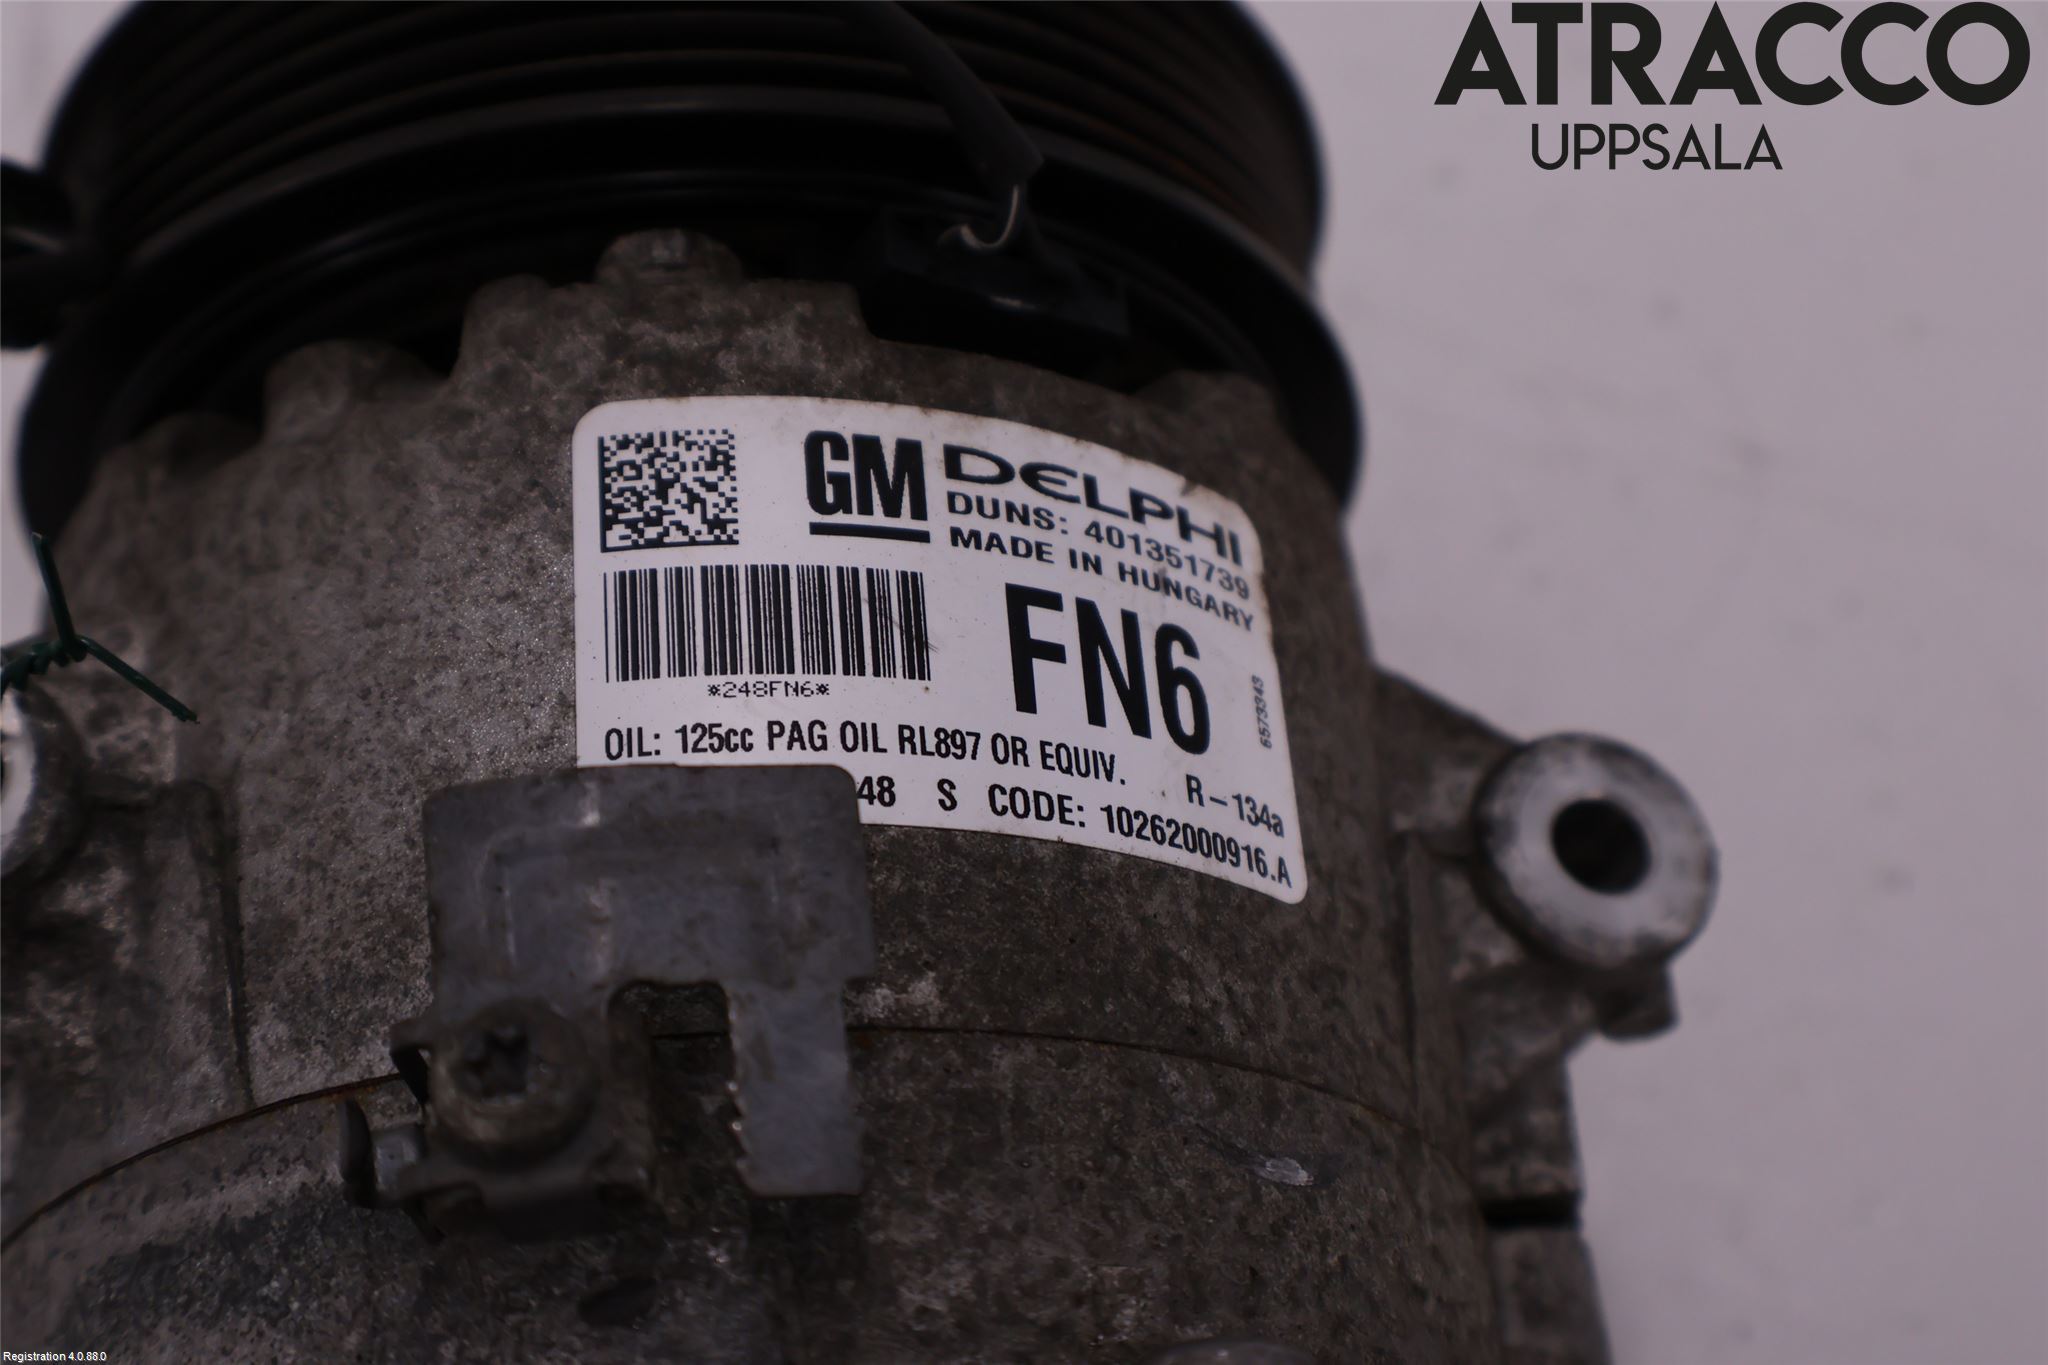 ATRACCO
UPPSALA
GM DELPHI
DUNS: 401351739
MADE IN HUNGARY
FN6
*248FN6*
6573343
OIL: 125cc PAG OIL RL897 OR EQUIV. R-134a
48 S CODE: 10262000916.A
Registration 4.0.88.0